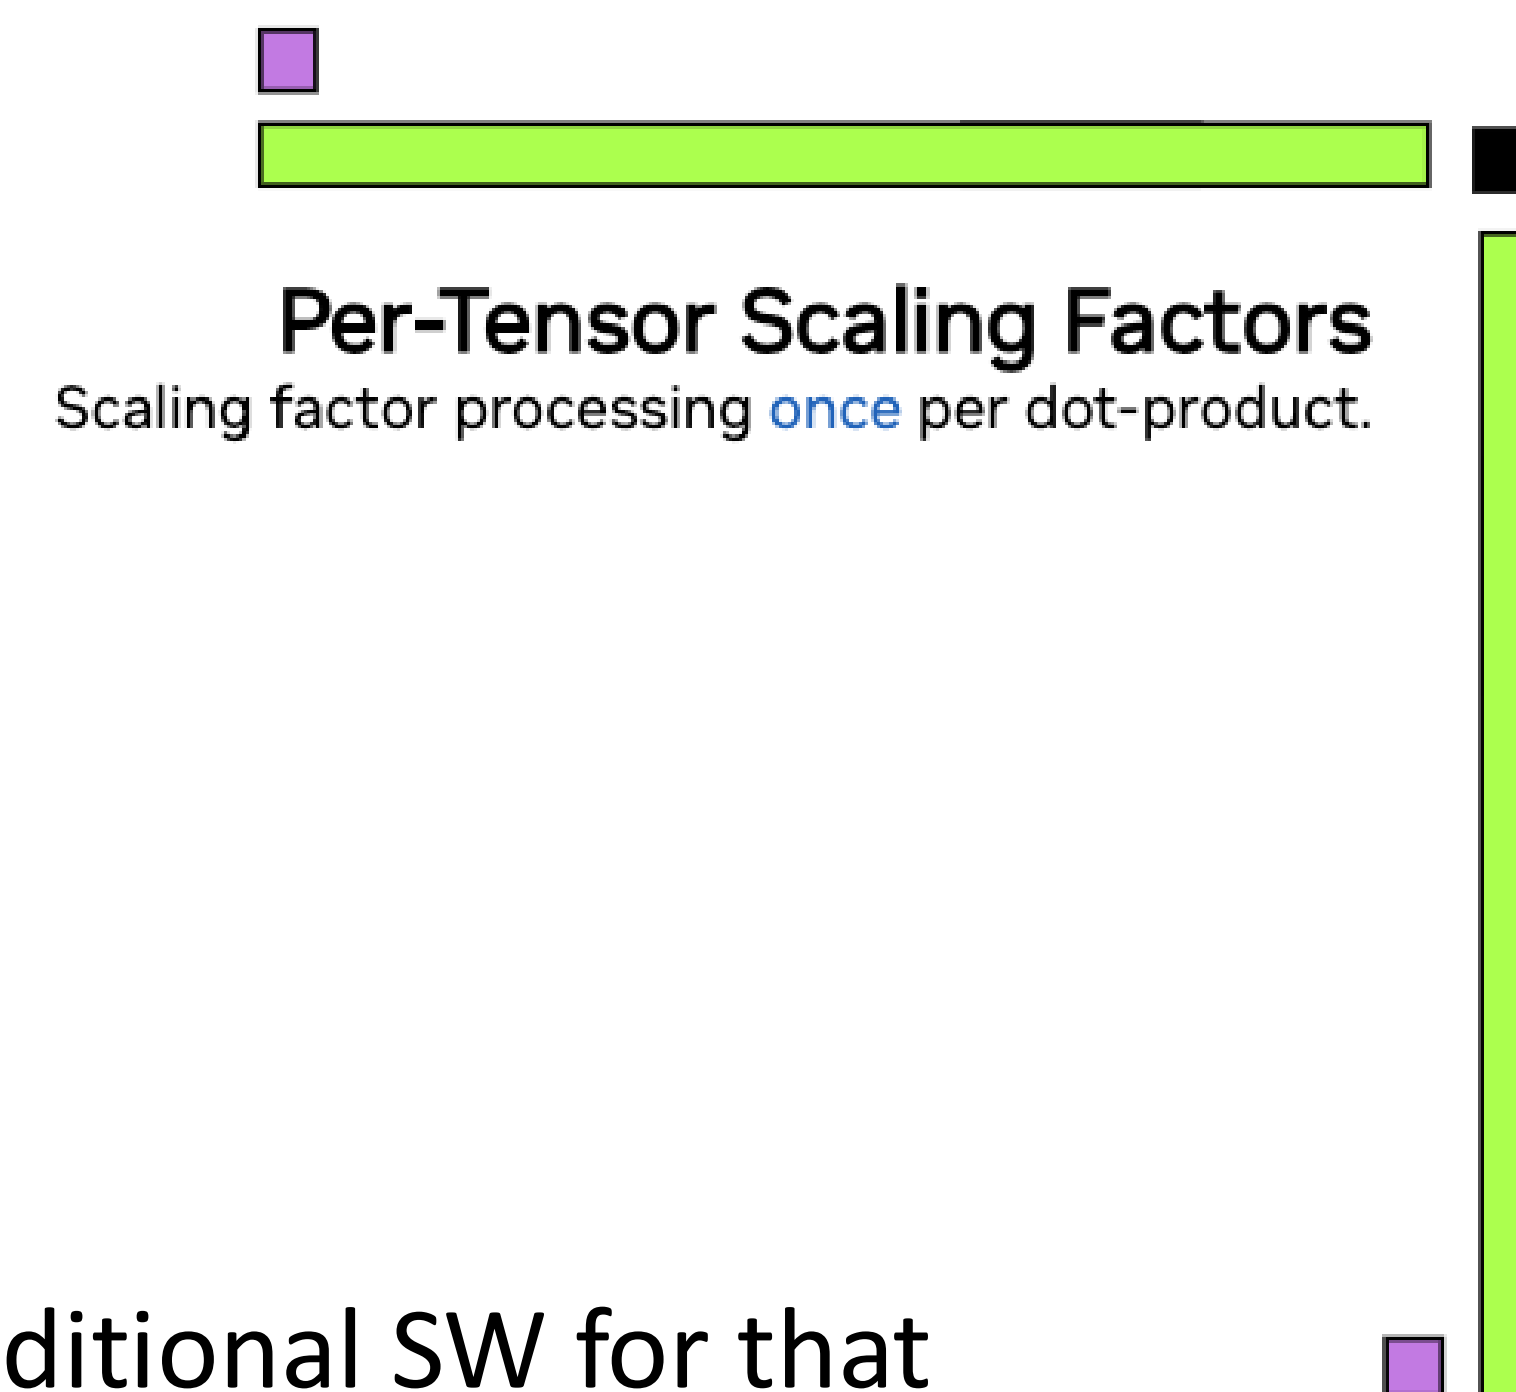 Per-Tensor Scaling Factors
Scaling factor processing once per dot-product.
ditional SW for that